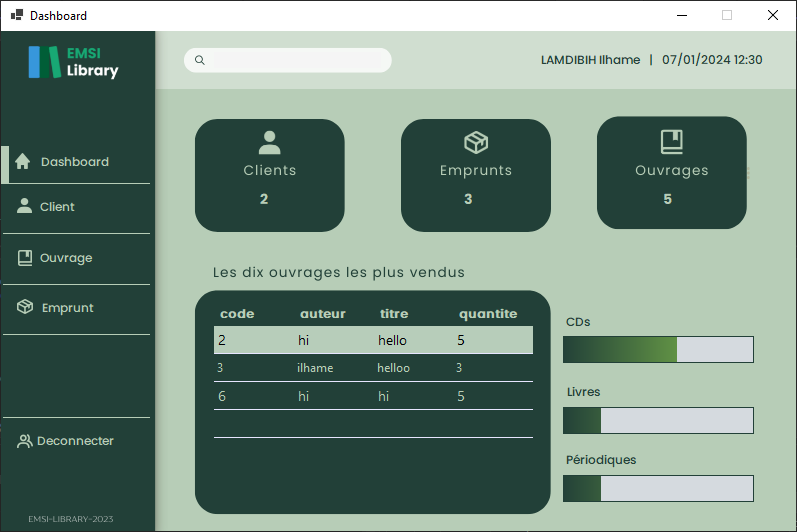 Dashboard
EMSI
Library
LAMDIBIH Ilhame | 07/01/2024 12:30
Dashboard
Client
Ouvrage
Emprunt
Deconnecter
EMSI-LIBRARY-2023
Clients
2
Emprunts
3
Ouvrages
5
Les dix ouvrages les plus vendus
code auteur titre quantite
2 hi hello 5
3 ilhame helloo 3
6 hi hi 5
CDs
Livres
Périodiques